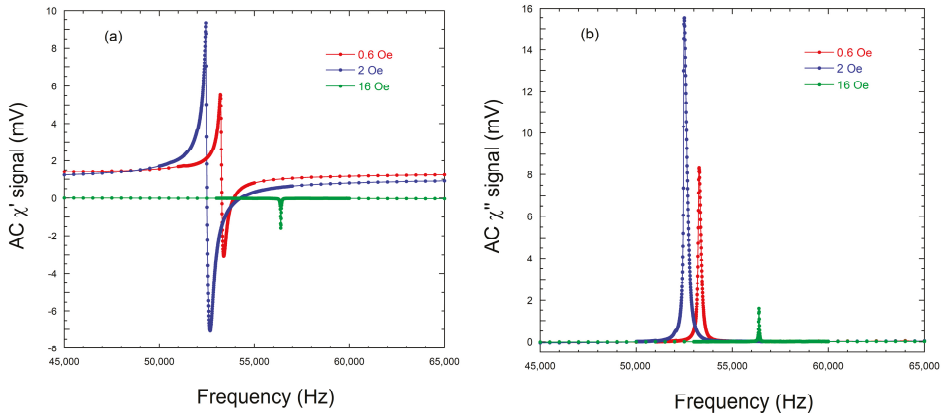 10
8
6
4
2
0
-2
-4
-6
-8
AC χ' signal (mV)
(a)
0.6 Oe
2 Oe
16 Oe
45,000 50,000 55,000 60,000 65,000
Frequency (Hz)
16
14
12
10
8
6
4
2
0
AC χ" signal (mV)
(b)
0.6 Oe
2 Oe
16 Oe
45,000 50,000 55,000 60,000 65,000
Frequency (Hz)